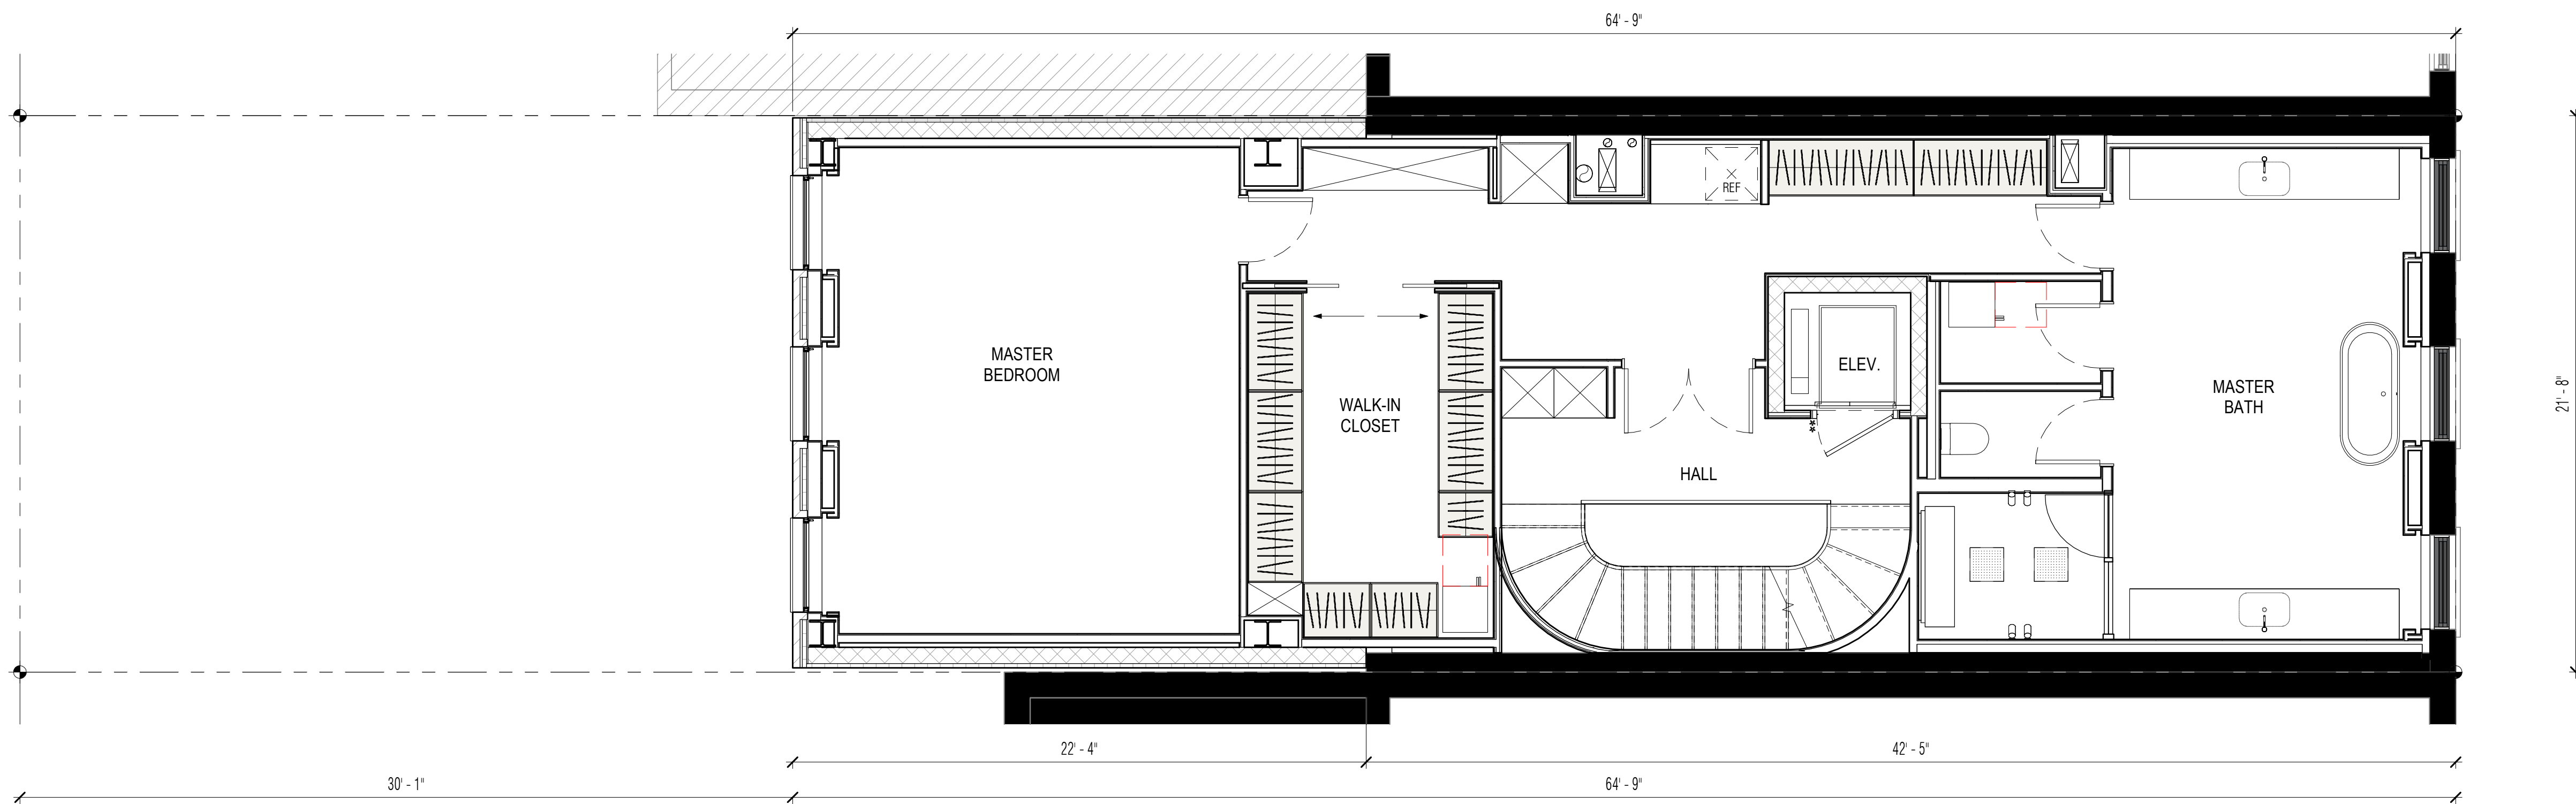 64' - 9"
REF
MASTER
BEDROOM
ELEV.
WALK-IN
CLOSET
MASTER
BATH
21' - 8"
HALL
22' - 4"
42' - 5"
30' - 1"
64' - 9"